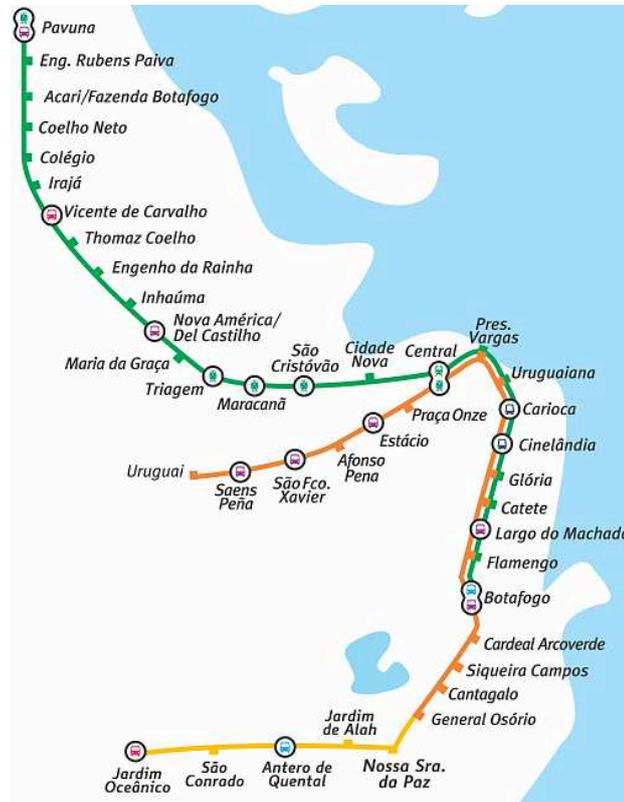 Pavuna
Eng. Rubens Paiva
Acari/Fazenda Botafogo
Coelho Neto
Colégio
Irajá
Vicente de Carvalho
Thomaz Coelho
Engenho da Rainha
Inhaúma
Nova América/
Del Castilho
Maria da Graça
Triagem
Maracanã
São
Cristóvão
Cidade
Nova
Central
Pres.
Vargas
Uruguaiana
Carioca
Cinelândia
Glória
Catete
Largo do Machado
Flamengo
Botafogo
Praça Onze
Estácio
Afonso
Pena
São Fco.
Xavier
Saens
Peña
Uruguai
Cardeal Arcoverde
Siqueira Campos
Cantagalo
General Osório
Nossa Sra.
da Paz
Jardim
de Alah
Antero de
Quental
São
Conrado
Jardim
Oceânico